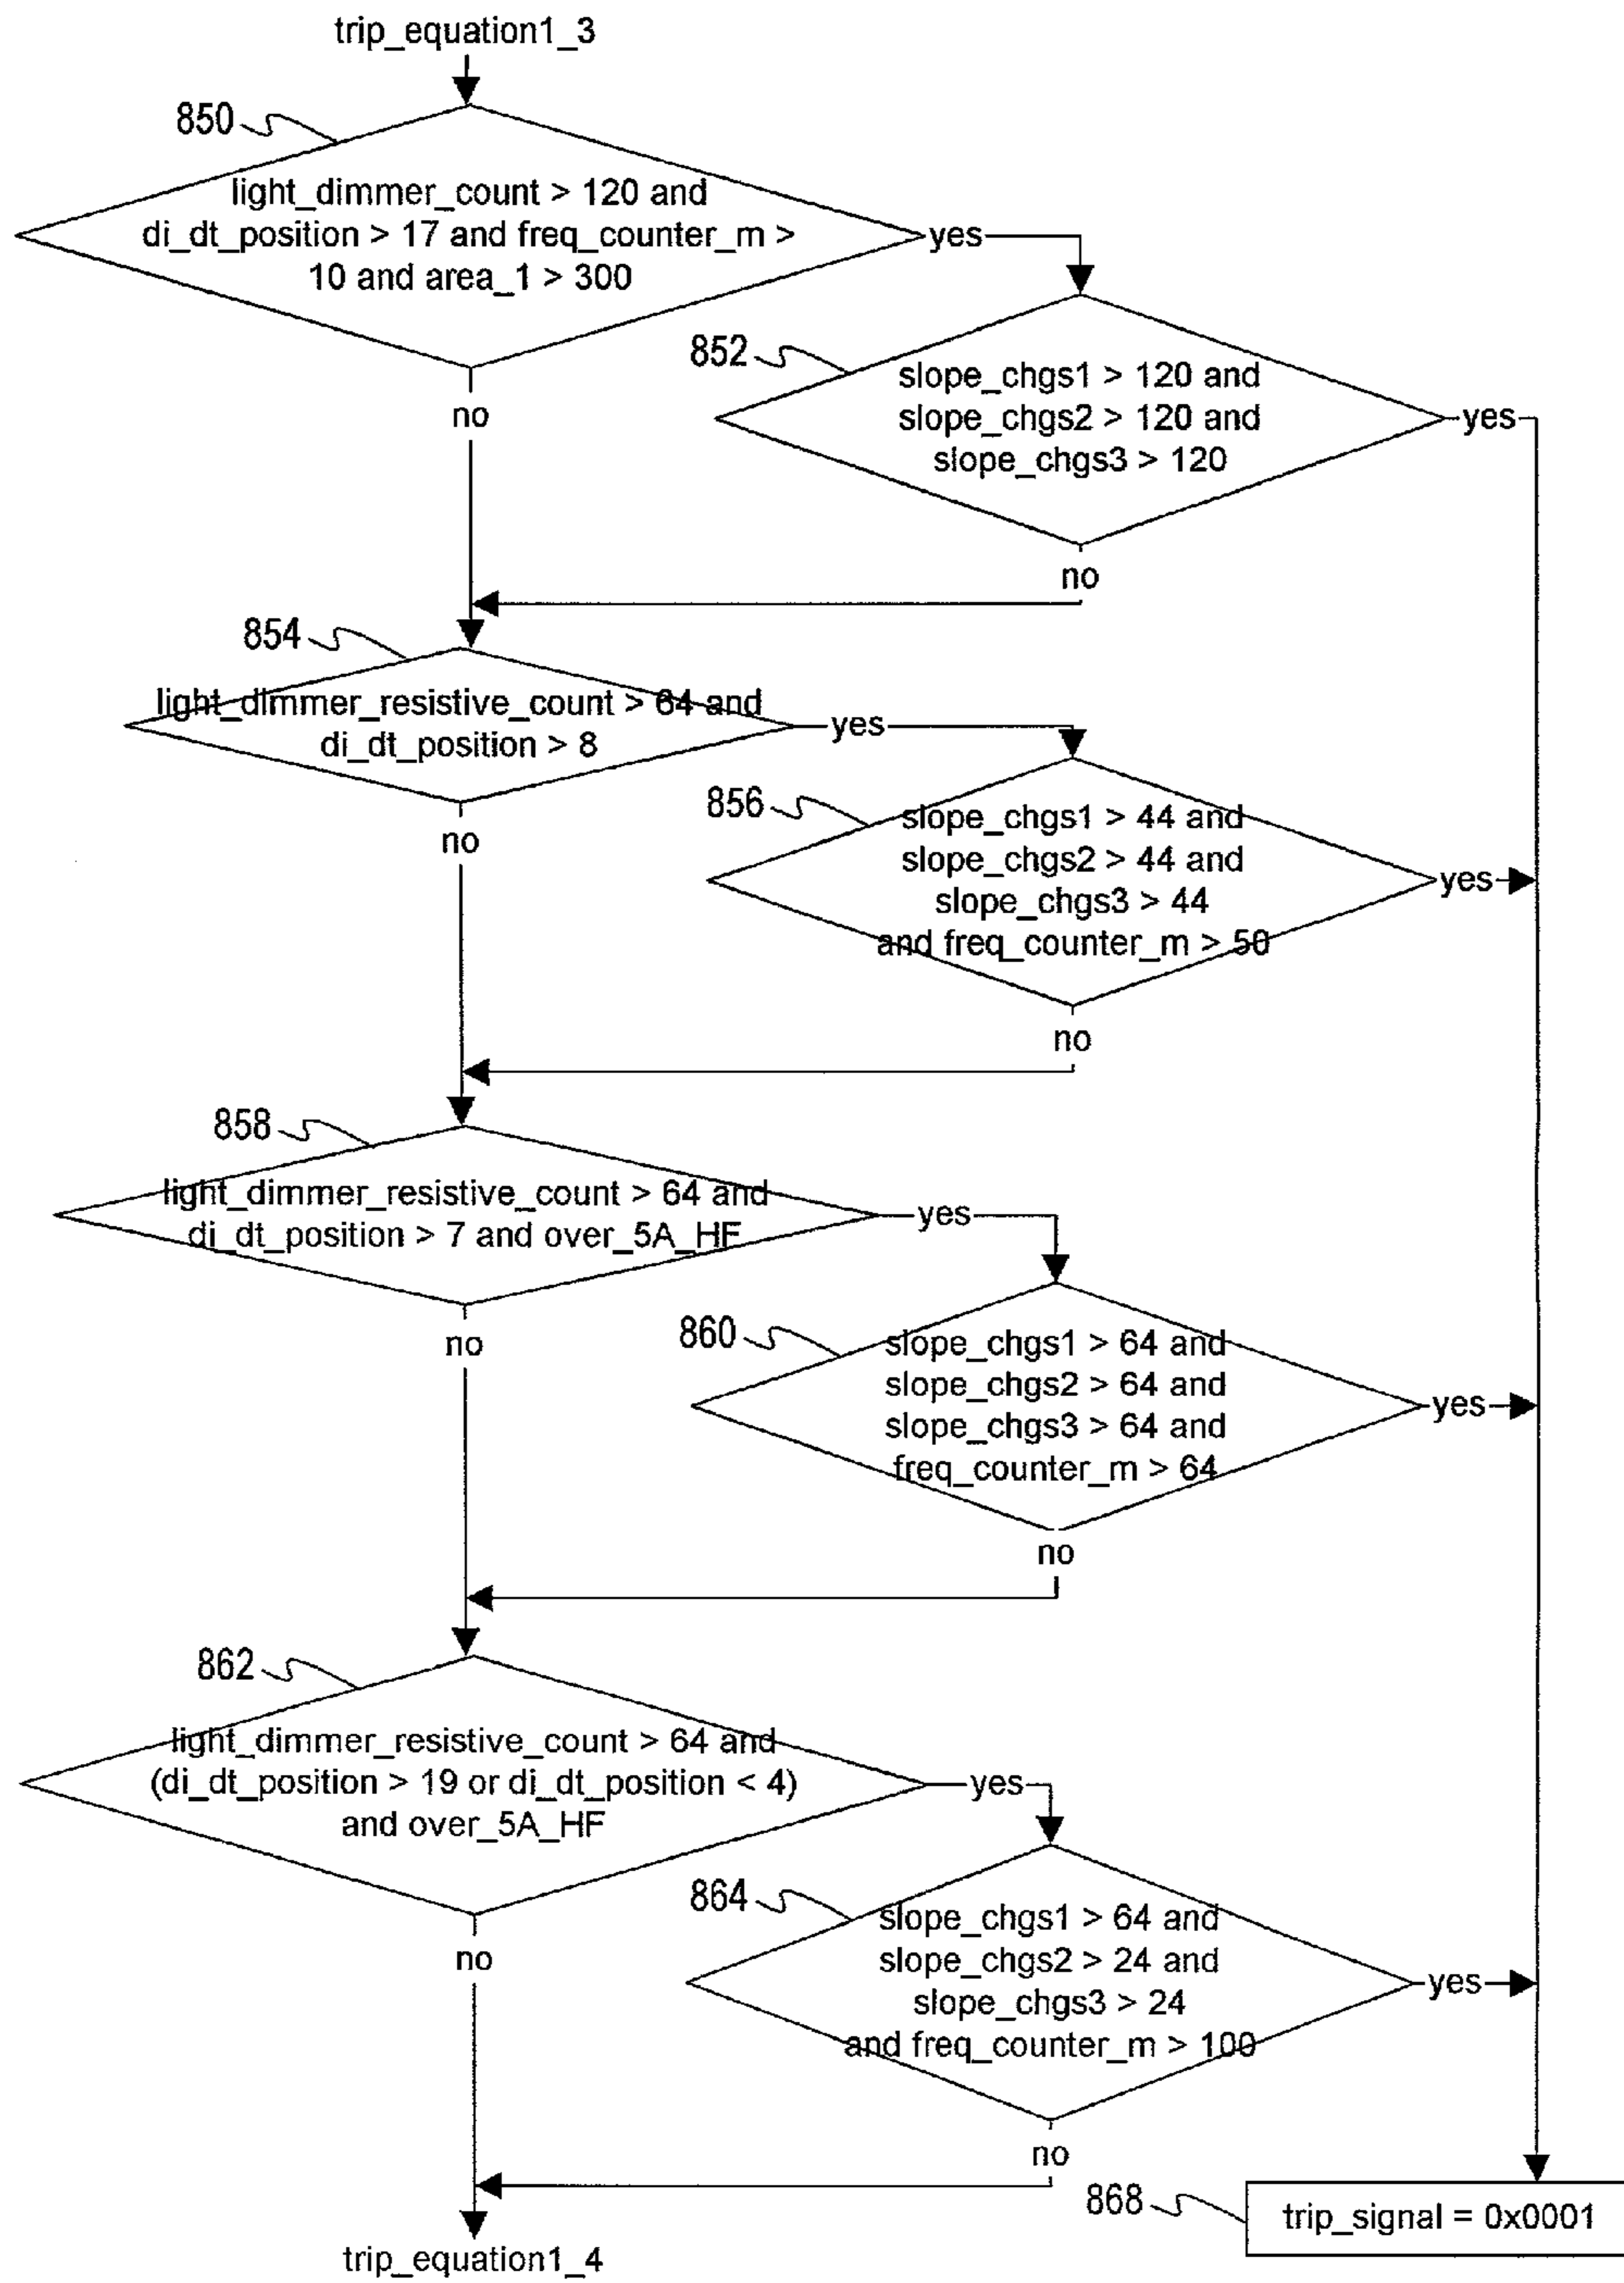 trip_equation1_3
850
light_dimmer_count > 120 and
di_dt_position > 17 and freq_counter_m >
10 and area_1 > 300
yes
no
852
slope_chgs1 > 120 and
slope_chgs2 > 120 and
slope_chgs3 > 120
yes
no
854
light_dimmer_resistive_count > 64 and
di_dt_position > 8
yes
no
856
slope_chgs1 > 44 and
slope_chgs2 > 44 and
slope_chgs3 > 44
and freq_counter_m > 50
yes
no
858
light_dimmer_resistive_count > 64 and
di_dt_position > 7 and over_5A_HF
yes
no
860
slope_chgs1 > 64 and
slope_chgs2 > 64 and
slope_chgs3 > 64 and
freq_counter_m > 64
yes
no
862
light_dimmer_resistive_count > 64 and
(di_dt_position > 19 or di_dt_position < 4)
and over_5A_HF
yes
no
864
slope_chgs1 > 64 and
slope_chgs2 > 24 and
slope_chgs3 > 24
and freq_counter_m > 100
yes
no
868
trip_signal = 0x0001
trip_equation1_4